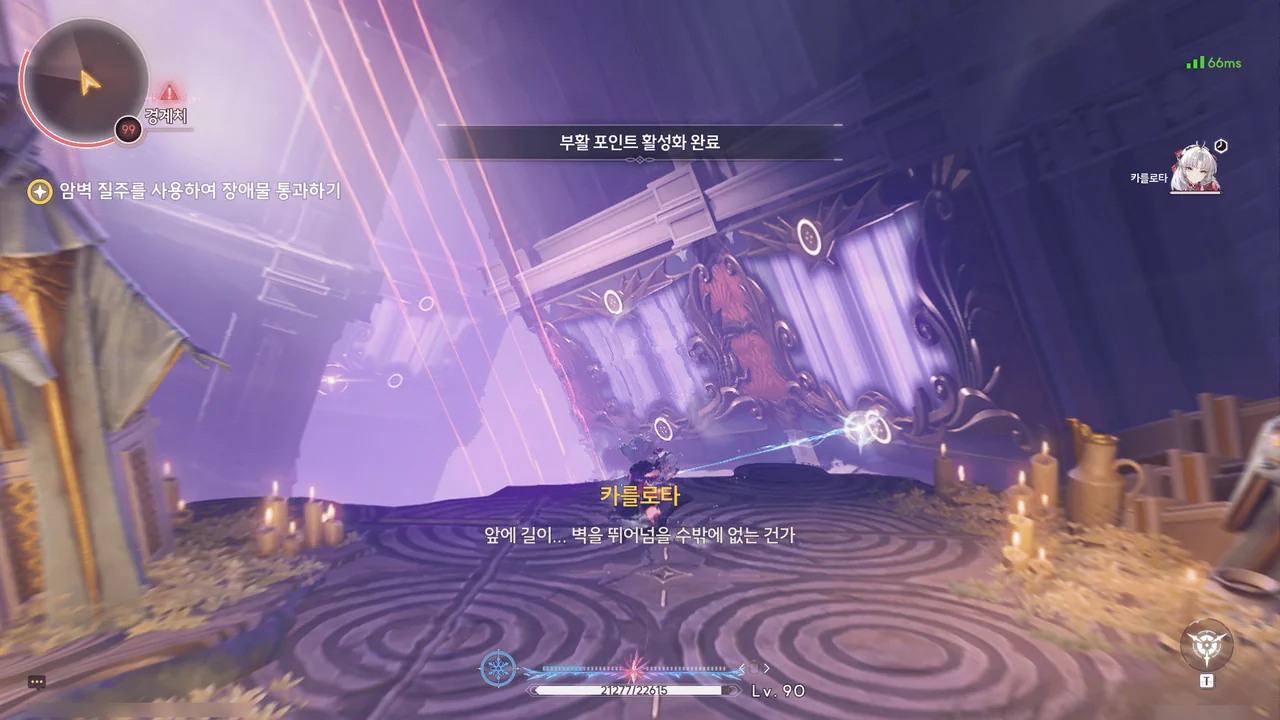 66ms
99
경계치
부활 포인트 활성화 완료
암벽 질주를 사용하여 장애물 통과하기
카를로타
카를로타
앞에 길이... 벽을 뛰어넘을 수밖에 없는 건가
21277/22615
Lv. 90
T